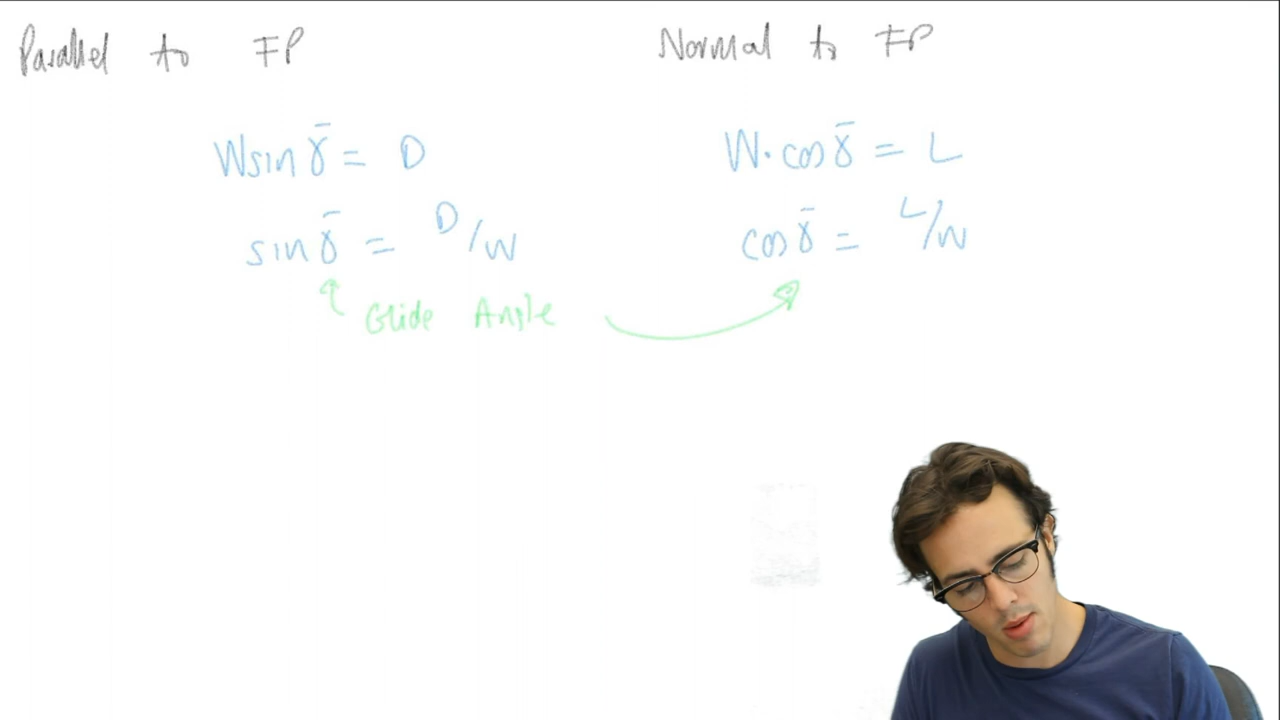 Parallel to FP
Normal to FP
Wsin γ̄ = D
W·cos γ̄ = L
sin γ̄ = D/W
cos γ̄ = L/W
Glide Angle